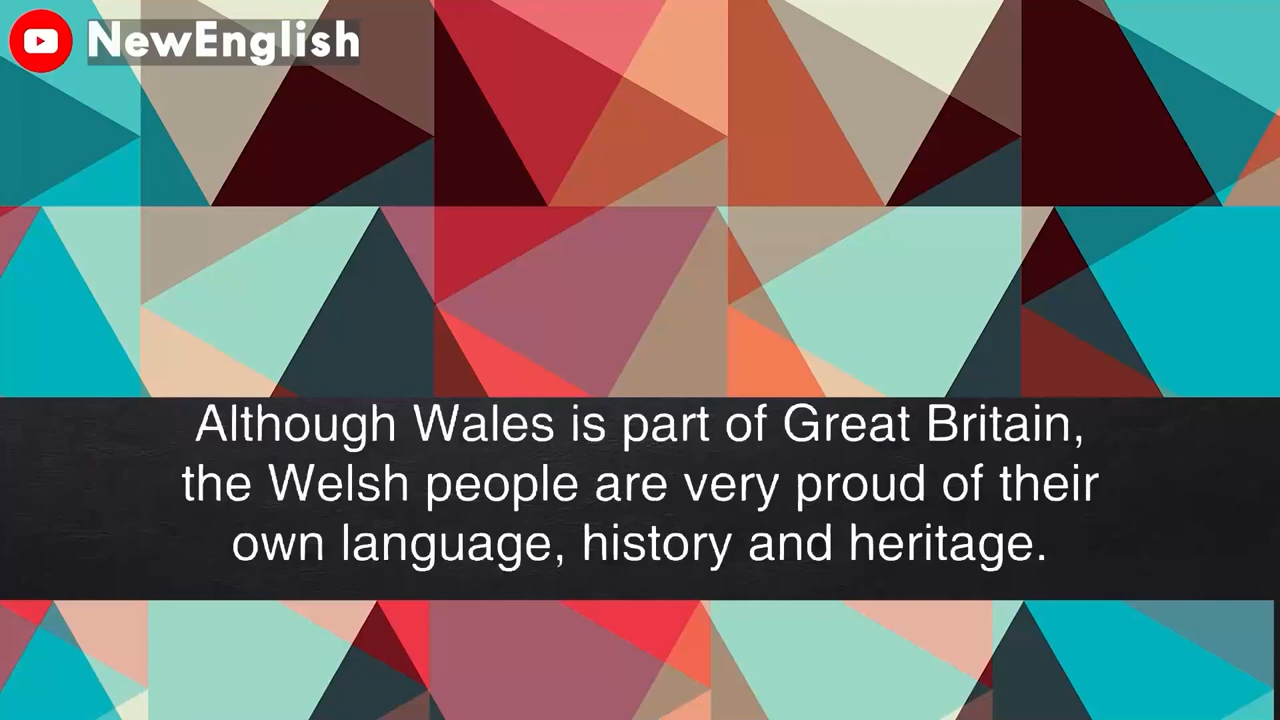 NewEnglish
Although Wales is part of Great Britain,
the Welsh people are very proud of their
own language, history and heritage.